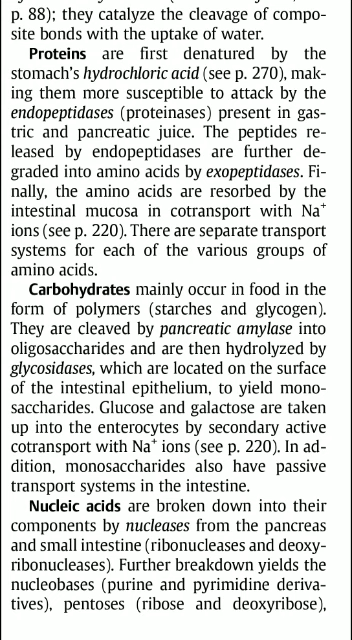 p. 88); they catalyze the cleavage of compo-
site bonds with the uptake of water.
Proteins are first denatured by the
stomach's hydrochloric acid (see p. 270), mak-
ing them more susceptible to attack by the
endopeptidases (proteinases) present in gas-
tric and pancreatic juice. The peptides re-
leased by endopeptidases are further de-
graded into amino acids by exopeptidases. Fi-
nally, the amino acids are resorbed by the
intestinal mucosa in cotransport with Na⁺
ions (see p. 220). There are separate transport
systems for each of the various groups of
amino acids.
Carbohydrates mainly occur in food in the
form of polymers (starches and glycogen).
They are cleaved by pancreatic amylase into
oligosaccharides and are then hydrolyzed by
glycosidases, which are located on the surface
of the intestinal epithelium, to yield mono-
saccharides. Glucose and galactose are taken
up into the enterocytes by secondary active
cotransport with Na⁺ ions (see p. 220). In ad-
dition, monosaccharides also have passive
transport systems in the intestine.
Nucleic acids are broken down into their
components by nucleases from the pancreas
and small intestine (ribonucleases and deoxy-
ribonucleases). Further breakdown yields the
nucleobases (purine and pyrimidine deriva-
tives), pentoses (ribose and deoxyribose),